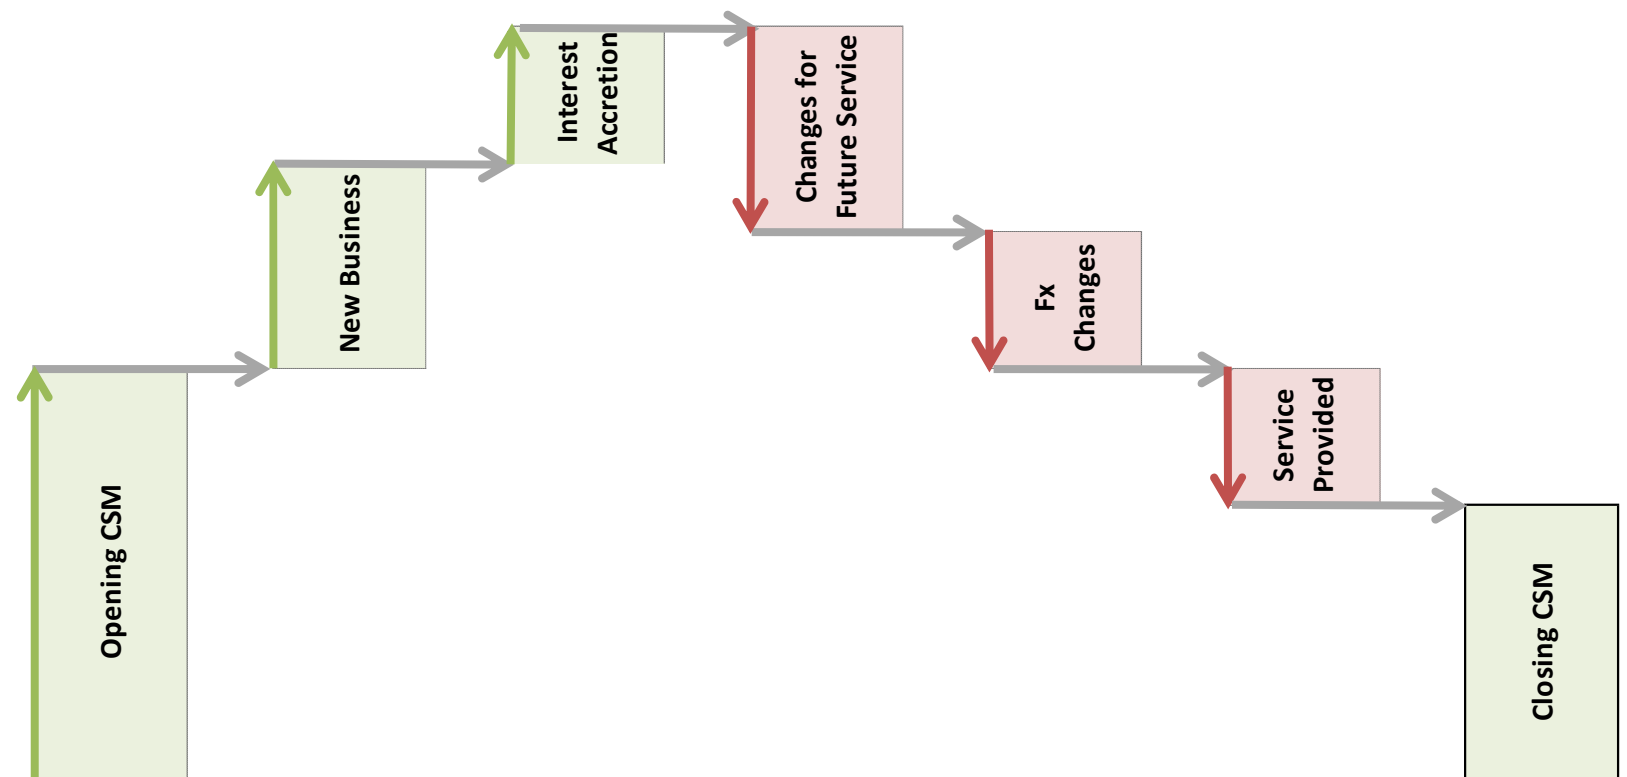 Opening CSM
New Business
Interest
Accretion
Changes for
Future Service
Fx
Changes
Service
Provided
Closing CSM